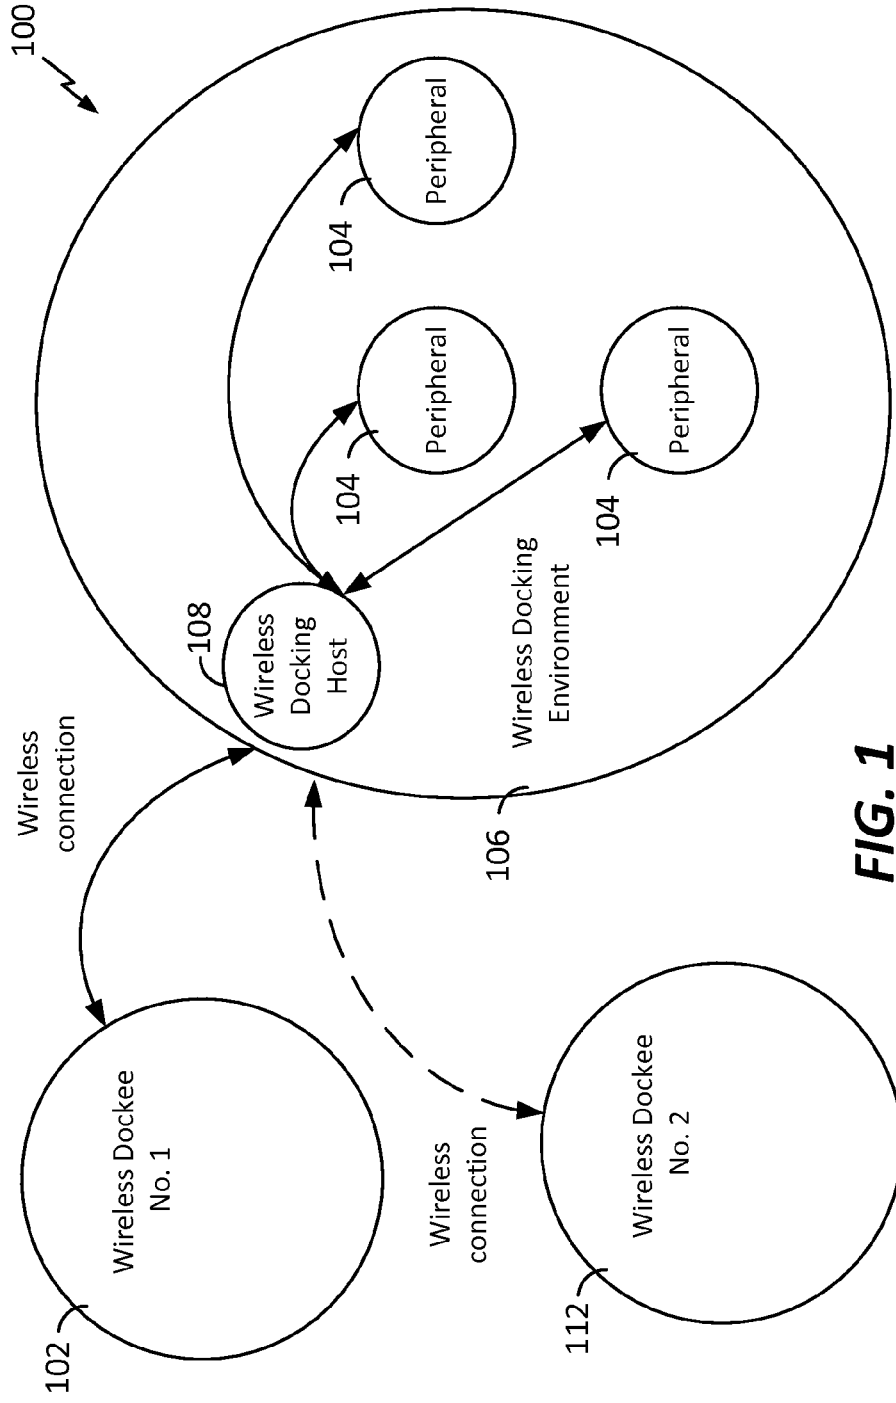 100
Wireless
connection
Wireless Dockee
No. 1
102
108
Wireless
Docking
Host
104
Peripheral
104
Peripheral
104
Peripheral
Wireless Docking
Environment
106
Wireless
connection
Wireless Dockee
No. 2
112
FIG. 1